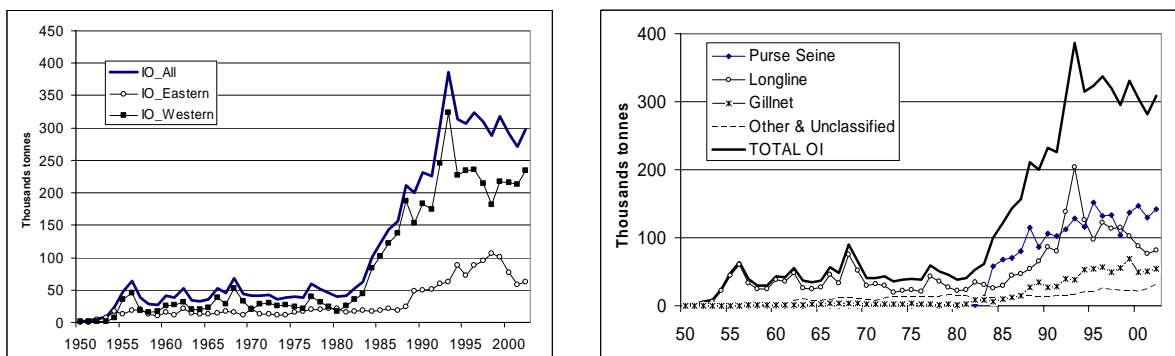 450
400
350
300
250
200
150
100
50
0
Thousands tonnes
IO_All
IO_Eastern
IO_Western
1950 1955 1960 1965 1970 1975 1980 1985 1990 1995 2000
400
300
200
100
0
Thousands tonnes
Purse Seine
Longline
Gillnet
Other & Unclassified
TOTAL OI
50 55 60 65 70 75 80 85 90 95 00